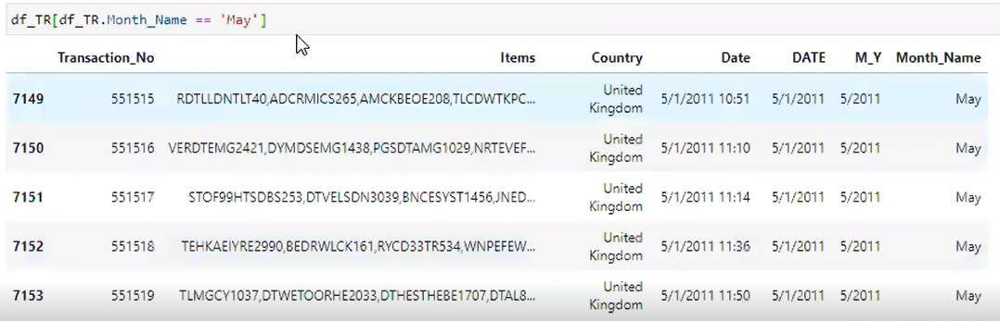 df_TR[df_TR.Month_Name == 'May']
Transaction_No Items Country Date DATE M_Y Month_Name
7149 551515 RDTLLDNTLT40,ADCRMICS265,AMCKBEOE208,TLCDWTKPC... United Kingdom 5/1/2011 10:51 5/1/2011 5/2011 May
7150 551516 VERDTEMG2421,DYMDSEMG1438,PGSDTAMG1029,NRTEVEF... United Kingdom 5/1/2011 11:10 5/1/2011 5/2011 May
7151 551517 STOF99HTSDBS253,DTVELSDN3039,BNCESYST1456,JNED... United Kingdom 5/1/2011 11:14 5/1/2011 5/2011 May
7152 551518 TEHKAEIYRE2990,BEDRWLCK161,RYCD33TR534,WNPEFEW... United Kingdom 5/1/2011 11:36 5/1/2011 5/2011 May
7153 551519 TLMGCY1037,DTWETOORHE2033,DTHESTHEBE1707,DTAL8... United Kingdom 5/1/2011 11:50 5/1/2011 5/2011 May